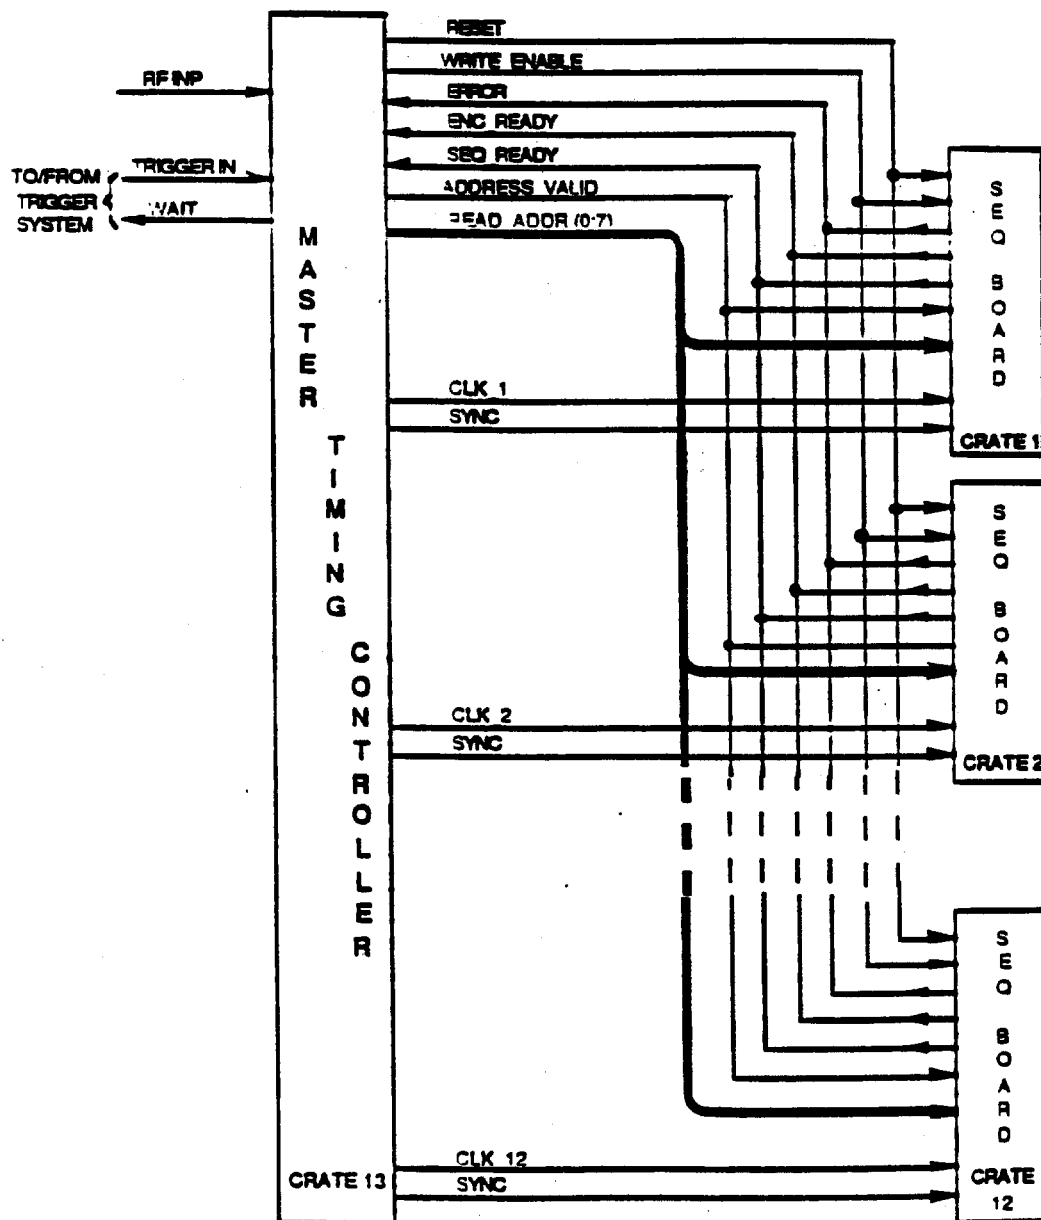 RESET
WRITE ENABLE
ERROR
ENC READY
SEQ READY
ADDRESS VALID
READ ADDR (0:7)
RF INP
TO/FROM
TRIGGER
SYSTEM
TRIGGER IN
WAIT
MASTER
TIMING
CONTROLLER
CRATE 13
CLK 1
SYNC
SEQ
BOARD
CRATE 1
CLK 2
SYNC
SEQ
BOARD
CRATE 2
CLK 12
SYNC
SEQ
BOARD
CRATE
12